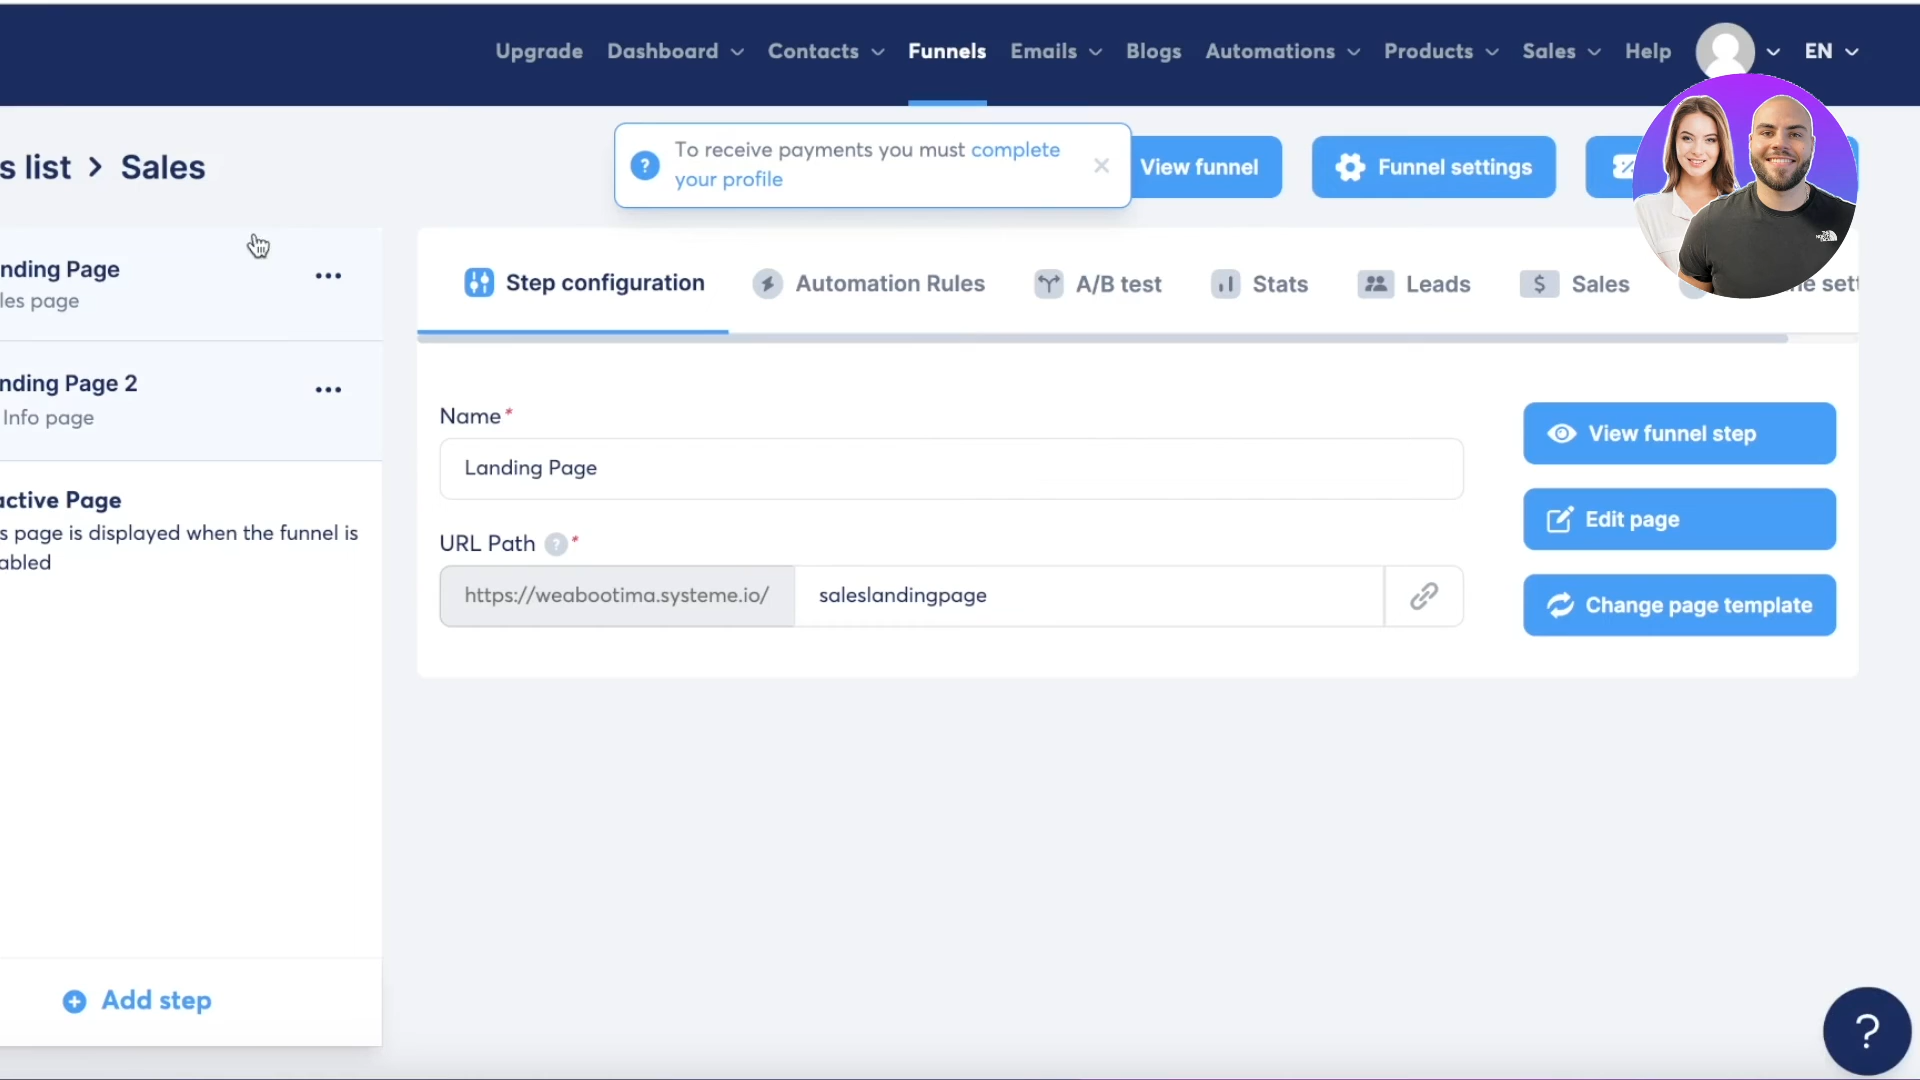 Upgrade Dashboard Contacts Funnels Emails Blogs Automations Products Sales Help EN
s list > Sales
To receive payments you must complete
your profile
View funnel
Funnel settings
nding Page
les page
nding Page 2
Info page
active Page
s page is displayed when the funnel is
abled
Add step
Step configuration Automation Rules A/B test Stats Leads Sales ne sett
Name*
Landing Page
URL Path ? *
https://weabootima.systeme.io/ saleslandingpage
View funnel step
Edit page
Change page template
?